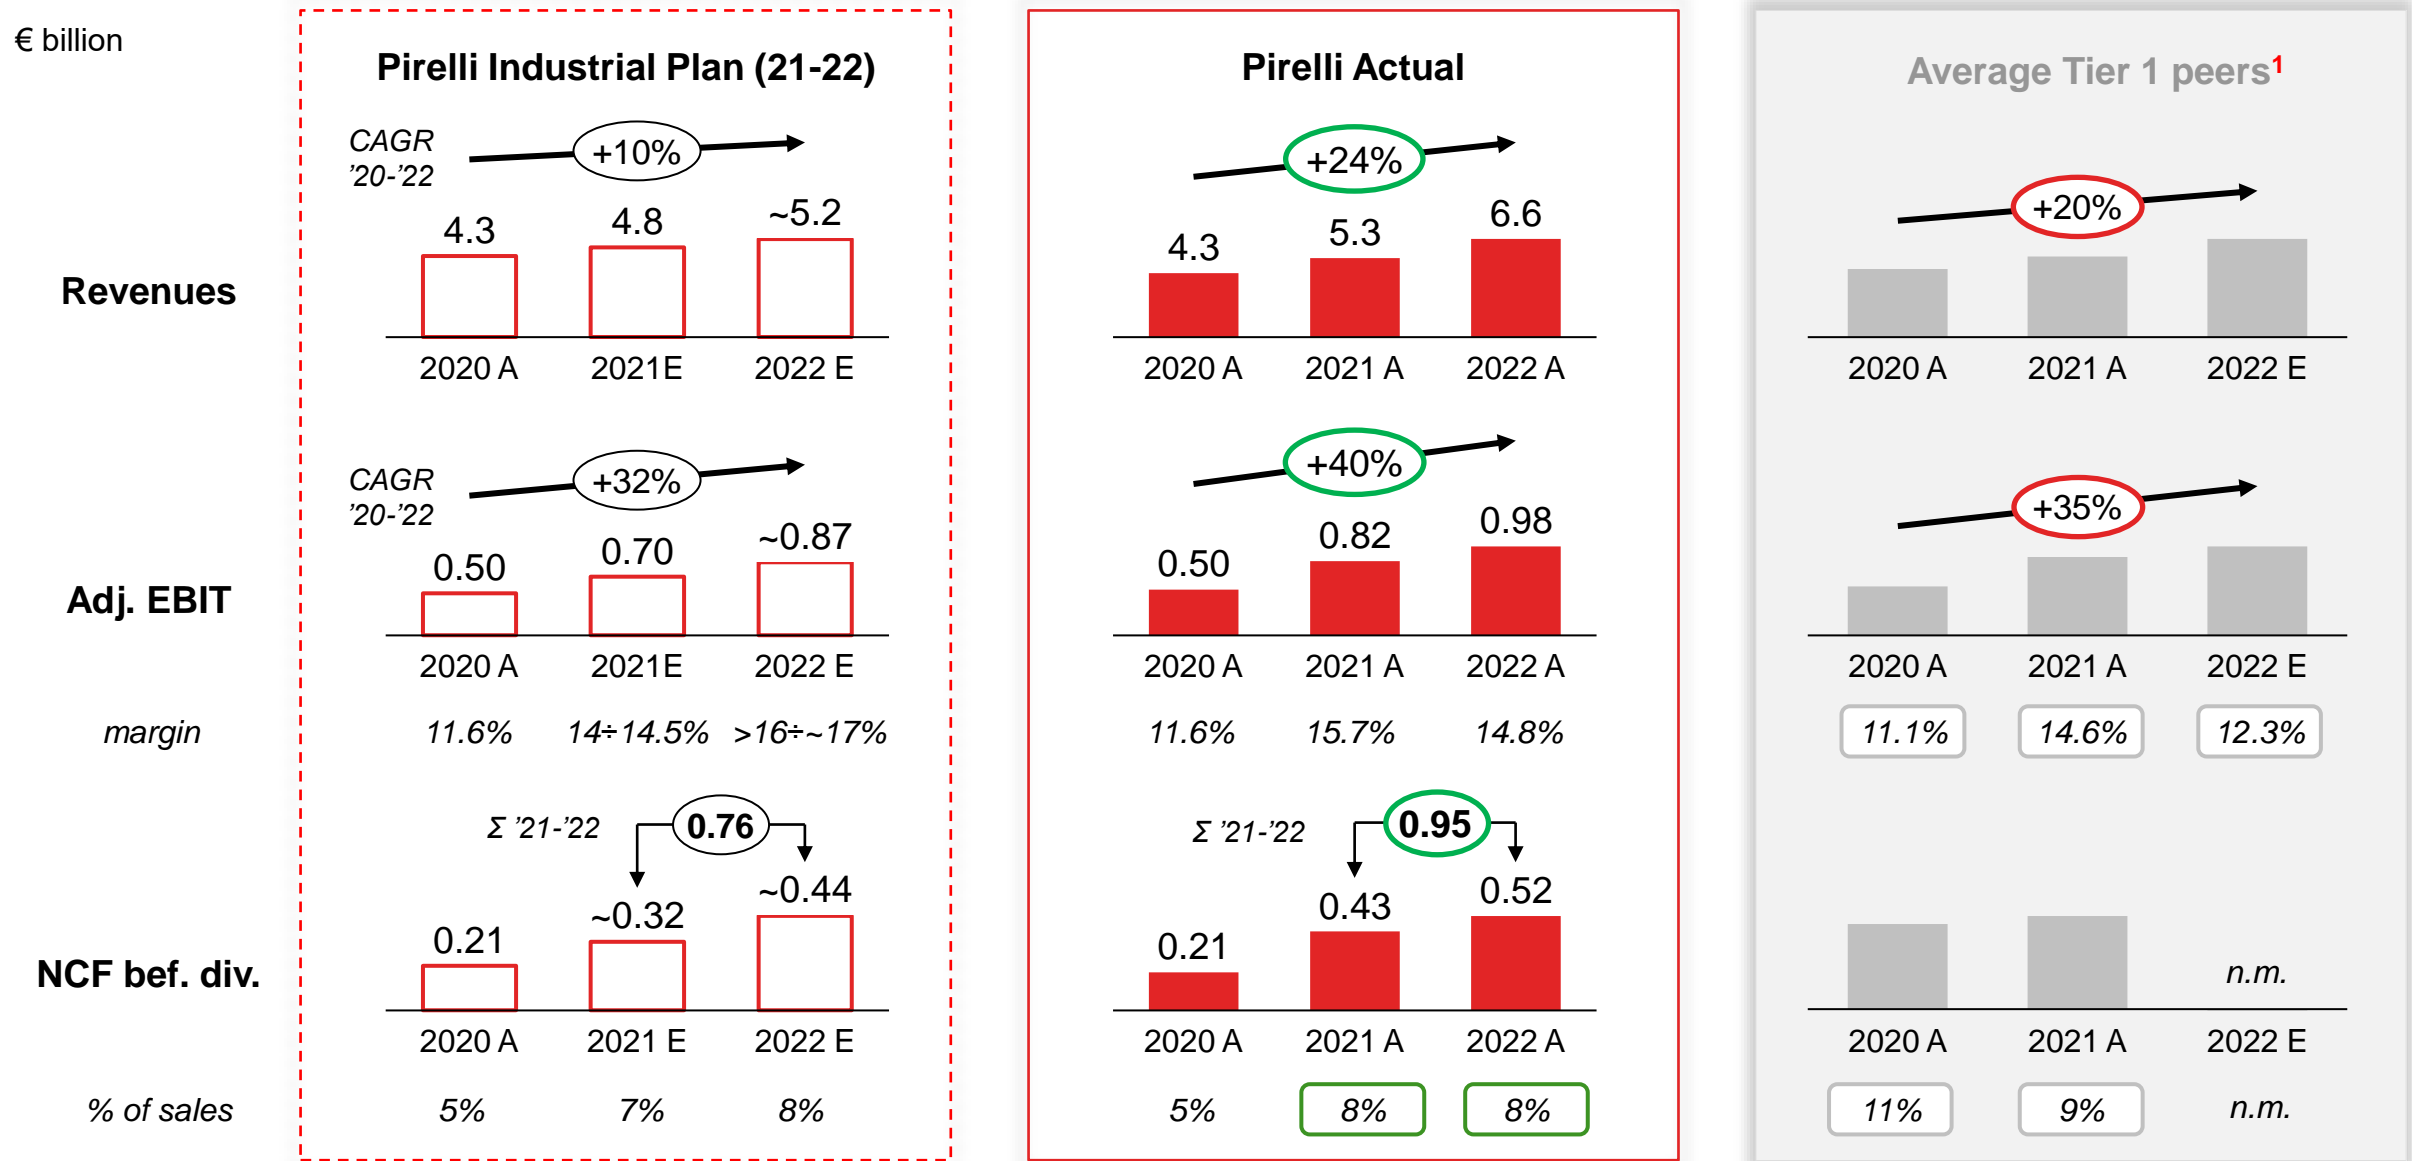 € billion
Pirelli Industrial Plan (21-22)
Pirelli Actual
Average Tier 1 peers1
CAGR
'20-'22
+10%
+24%
+20%
Revenues
4.3
4.8
~5.2
2020 A
2021E
2022 E
4.3
5.3
6.6
2020 A
2021 A
2022 A
2020 A
2021 A
2022 E
CAGR
'20-'22
+32%
+40%
+35%
Adj. EBIT
0.50
0.70
~0.87
2020 A
2021E
2022 E
0.50
0.82
0.98
2020 A
2021 A
2022 A
2020 A
2021 A
2022 E
margin
11.6%
14÷14.5%
>16÷~17%
11.6%
15.7%
14.8%
11.1%
14.6%
12.3%
Σ '21-'22
0.76
Σ '21-'22
0.95
NCF bef. div.
0.21
~0.32
~0.44
2020 A
2021 E
2022 E
0.21
0.43
0.52
2020 A
2021 A
2022 A
n.m.
2020 A
2021 A
2022 E
% of sales
5%
7%
8%
5%
8%
8%
11%
9%
n.m.